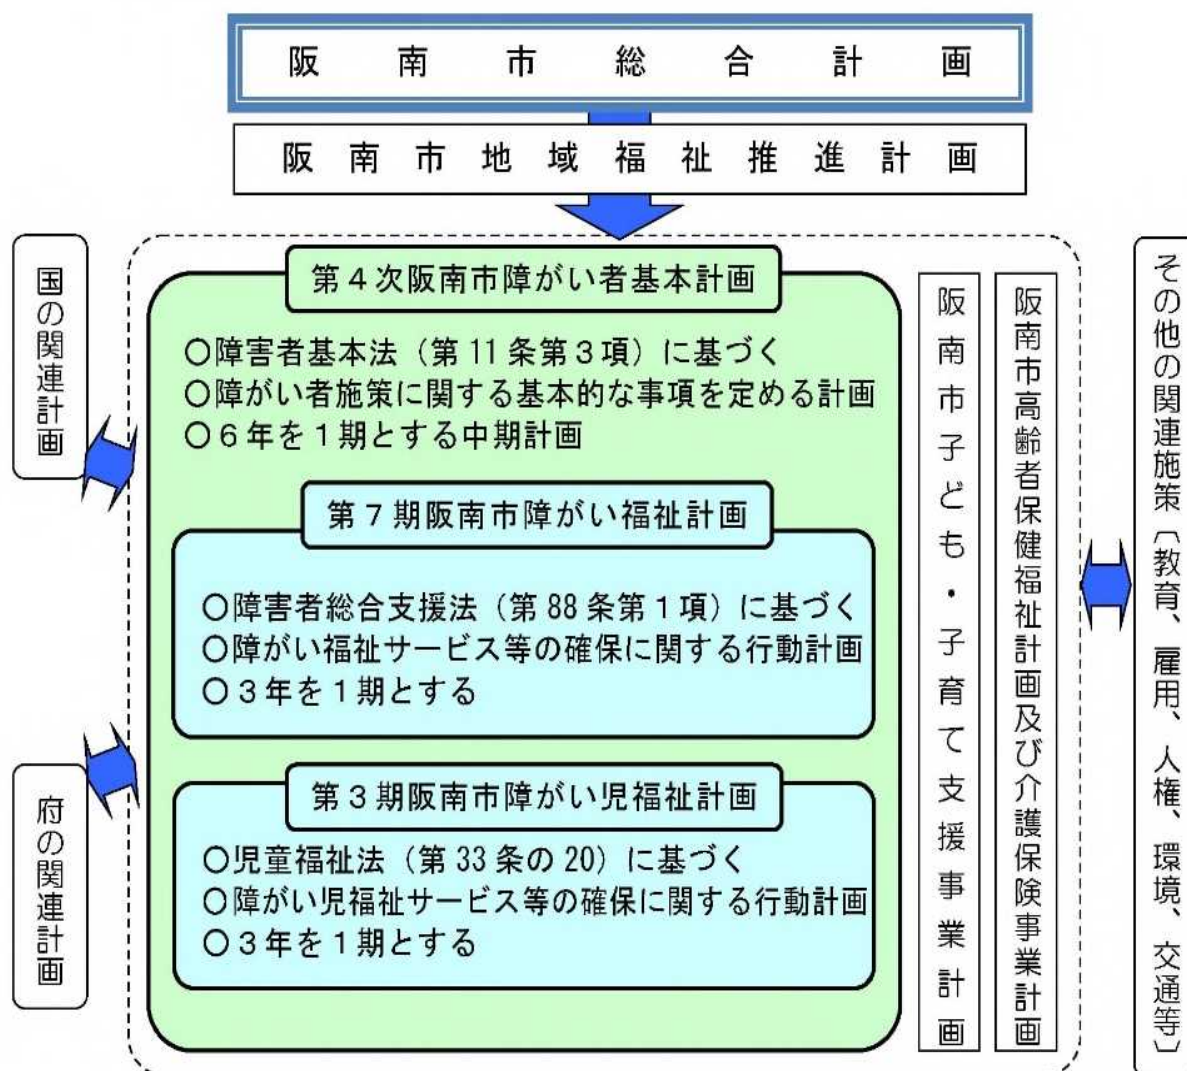 阪南市総合計画
阪南市地域福祉推進計画
国の関連計画
府の関連計画
第４次阪南市障がい者基本計画
○障害者基本法（第11条第３項）に基づく
○障がい者施策に関する基本的な事項を定める計画
○６年を１期とする中期計画
第７期阪南市障がい福祉計画
○障害者総合支援法（第88条第１項）に基づく
○障がい福祉サービス等の確保に関する行動計画
○３年を１期とする
第３期阪南市障がい児福祉計画
○児童福祉法（第33条の20）に基づく
○障がい児福祉サービス等の確保に関する行動計画
○３年を１期とする
阪南市子ども・子育て支援事業計画
阪南市高齢者保健福祉計画及び介護保険事業計画
その他の関連施策〔教育、雇用、人権、環境、交通等〕